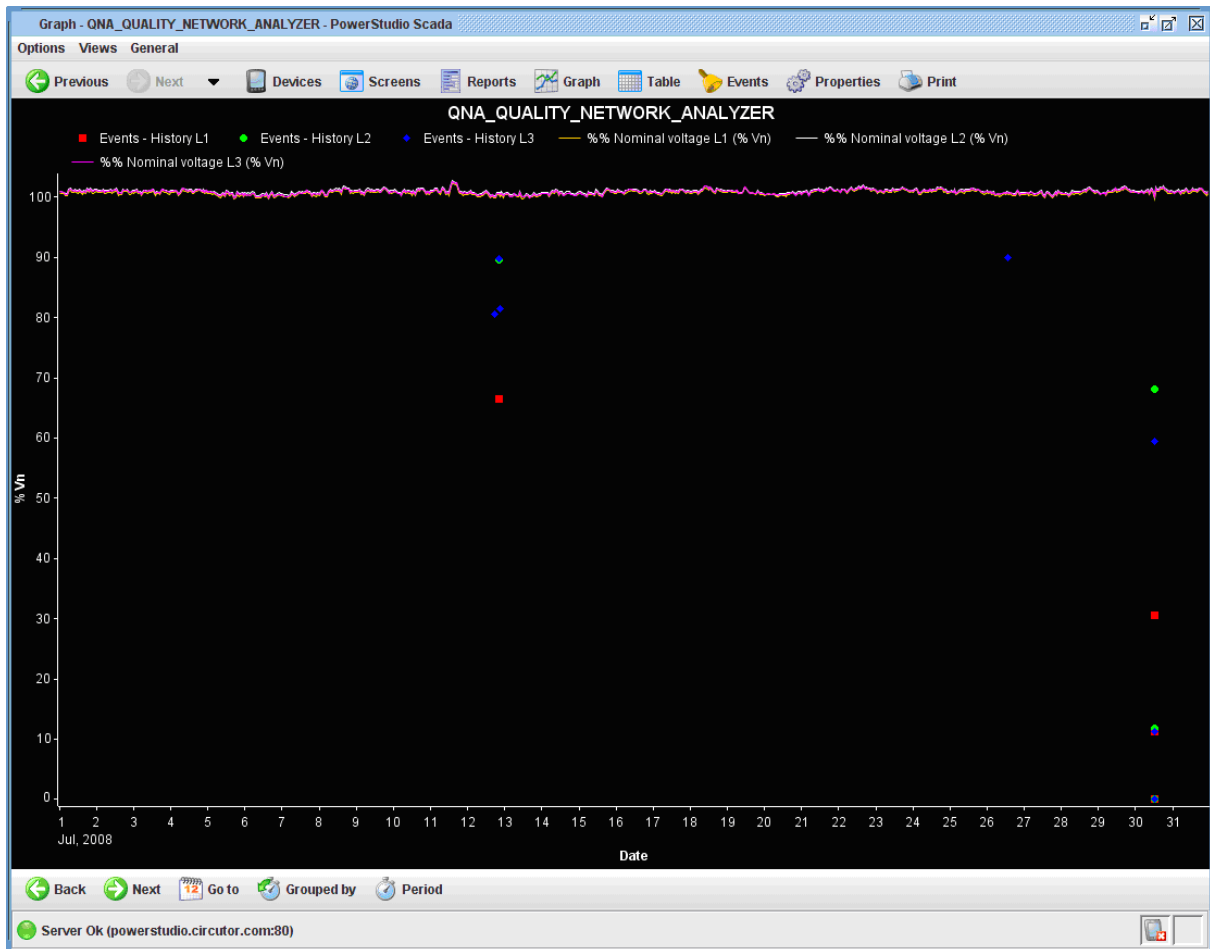 Graph - QNA_QUALITY_NETWORK_ANALYZER - PowerStudio Scada
Options Views General
Previous Next Devices Screens Reports Graph Table Events Properties Print
QNA_QUALITY_NETWORK_ANALYZER
Events - History L1 Events - History L2 Events - History L3 %% Nominal voltage L1 (% Vn) %% Nominal voltage L2 (% Vn)
%% Nominal voltage L3 (% Vn)
100
90
80
70
60
% Vn
50
40
30
20
10
0
1 2 3 4 5 6 7 8 9 10 11 12 13 14 15 16 17 18 19 20 21 22 23 24 25 26 27 28 29 30 31
Jul, 2008
Date
Back Next 12 Go to Grouped by Period
Server Ok (powerstudio.circutor.com:80)